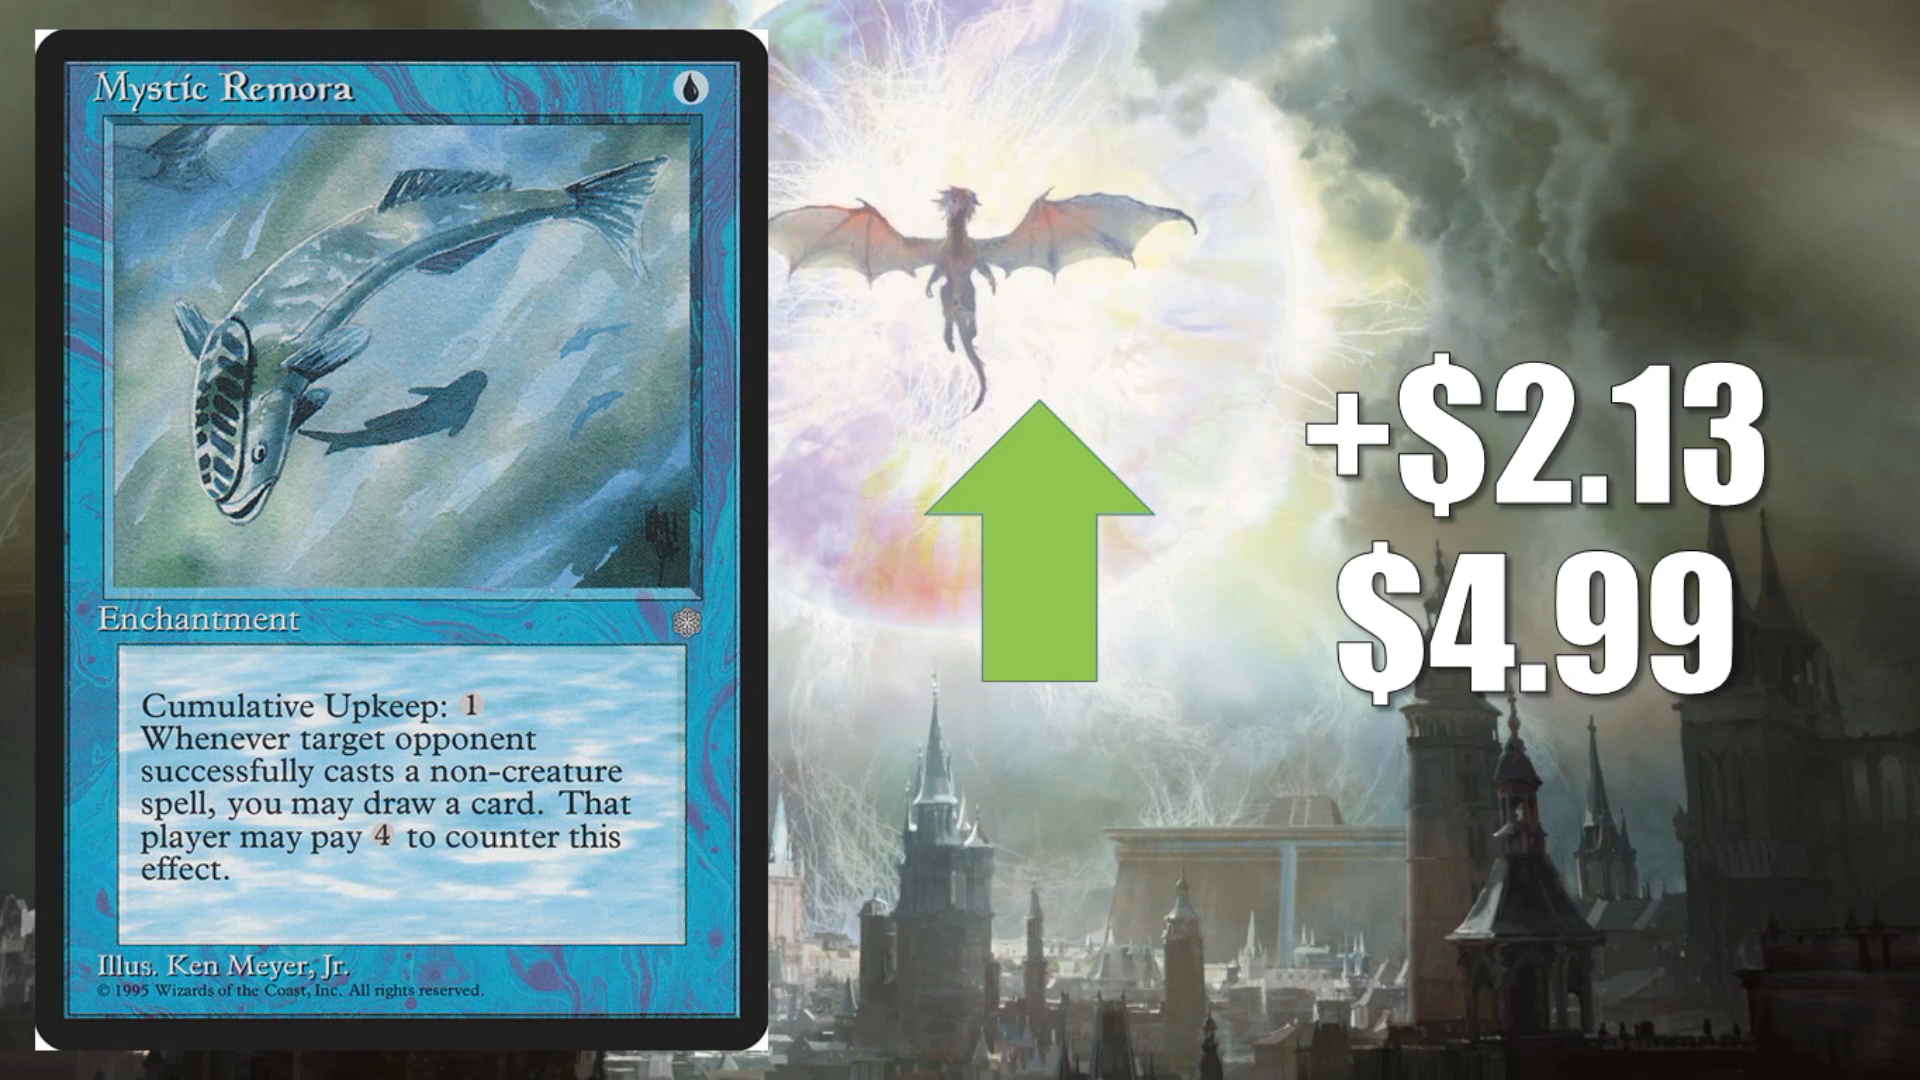 Mystic Remora
Enchantment
Cumulative Upkeep: 1
Whenever target opponent
successfully casts a non-creature
spell, you may draw a card. That
player may pay 4 to counter this
effect.
Illus. Ken Meyer, Jr.
© 1995 Wizards of the Coast, Inc. All rights reserved.
+$2.13
$4.99